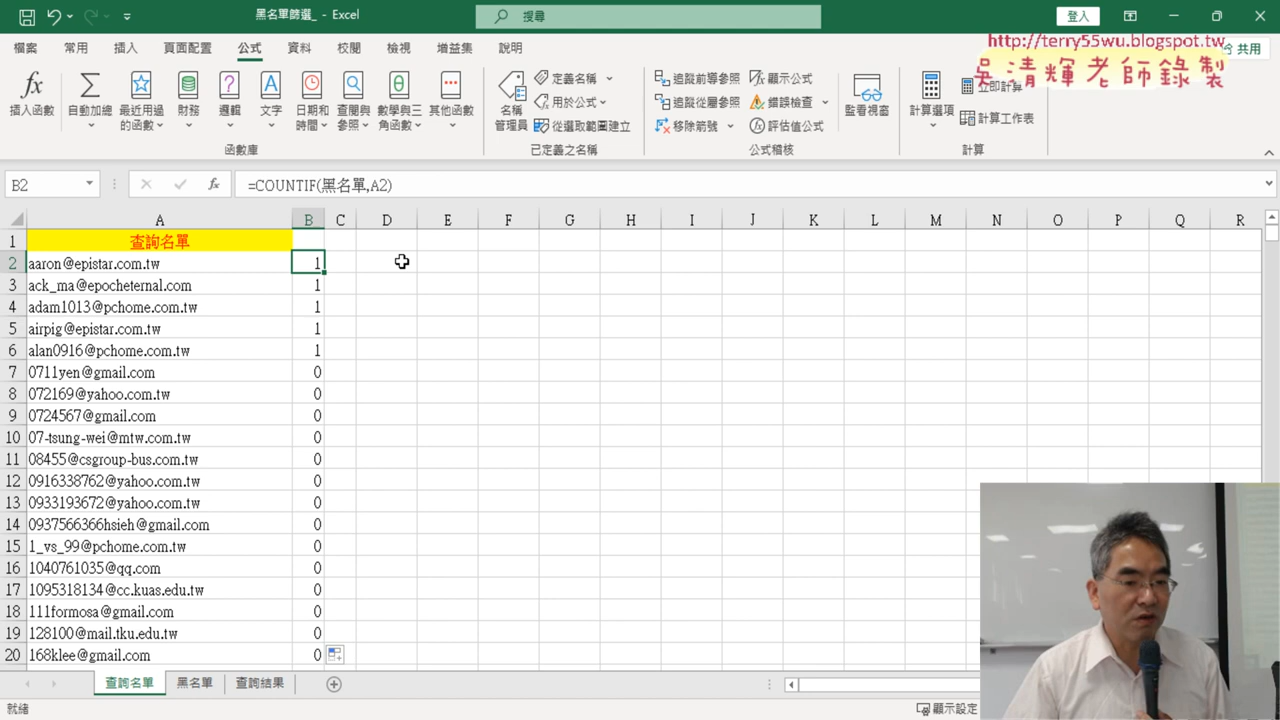 黑名單篩選_ - Excel
搜尋
登入
檔案 常用 插入 頁面配置 公式 資料 校閱 檢視 增益集 說明
共用
http://terry55wu.blogspot.tw
吳清輝老師錄製
插入函數
自動加總
最近用過的函數
財務
邏輯
文字
日期和時間
查閱與參照
數學與三角函數
其他函數
名稱管理員
定義名稱
用於公式
從選取範圍建立
追蹤前導參照
追蹤從屬參照
移除箭號
顯示公式
錯誤檢查
評估值公式
監看視窗
計算選項
立即計算
計算工作表
函數庫 已定義之名稱 公式稽核 計算
B2 fx =COUNTIF(黑名單,A2)
A B C D E F G H I J K L M N O P Q R
1 查詢名單
2 aaron@epistar.com.tw 1
3 ack_ma@epocheternal.com 1
4 adam1013@pchome.com.tw 1
5 airpig@epistar.com.tw 1
6 alan0916@pchome.com.tw 1
7 0711yen@gmail.com 0
8 072169@yahoo.com.tw 0
9 0724567@gmail.com 0
10 07-tsung-wei@mtw.com.tw 0
11 08455@csgroup-bus.com.tw 0
12 0916338762@yahoo.com.tw 0
13 0933193672@yahoo.com.tw 0
14 0937566366hsieh@gmail.com 0
15 1_vs_99@pchome.com.tw 0
16 1040761035@qq.com 0
17 1095318134@cc.kuas.edu.tw 0
18 111formosa@gmail.com 0
19 128100@mail.tku.edu.tw 0
20 168klee@gmail.com 0
查詢名單 黑名單 查詢結果
就緒
顯示設定